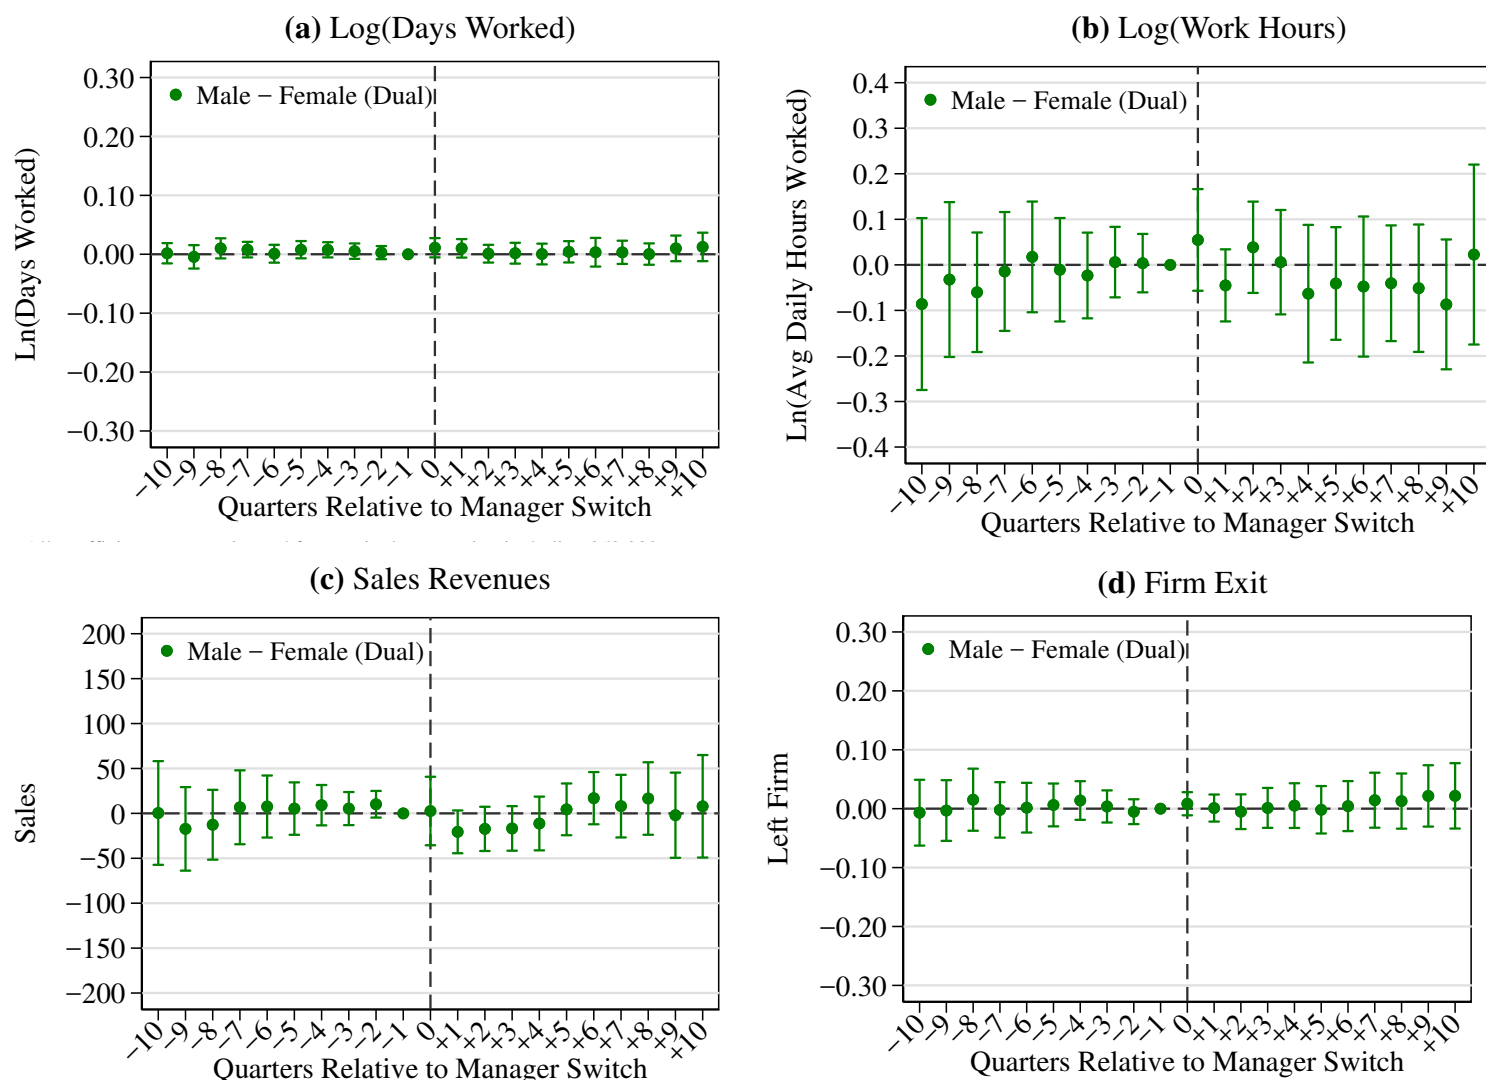 (a) Log(Days Worked)
Male − Female (Dual)
Ln(Days Worked)
0.30
0.20
0.10
0.00
−0.10
−0.20
−0.30
−10 −9 −8 −7 −6 −5 −4 −3 −2 −1 0 +1 +2 +3 +4 +5 +6 +7 +8 +9 +10
Quarters Relative to Manager Switch
(b) Log(Work Hours)
Male − Female (Dual)
Ln(Avg Daily Hours Worked)
0.4
0.3
0.2
0.1
0.0
−0.1
−0.2
−0.3
−0.4
−10 −9 −8 −7 −6 −5 −4 −3 −2 −1 0 +1 +2 +3 +4 +5 +6 +7 +8 +9 +10
Quarters Relative to Manager Switch
(c) Sales Revenues
Male − Female (Dual)
Sales
200
150
100
50
0
−50
−100
−150
−200
−10 −9 −8 −7 −6 −5 −4 −3 −2 −1 0 +1 +2 +3 +4 +5 +6 +7 +8 +9 +10
Quarters Relative to Manager Switch
(d) Firm Exit
Male − Female (Dual)
Left Firm
0.30
0.20
0.10
0.00
−0.10
−0.20
−0.30
−10 −9 −8 −7 −6 −5 −4 −3 −2 −1 0 +1 +2 +3 +4 +5 +6 +7 +8 +9 +10
Quarters Relative to Manager Switch